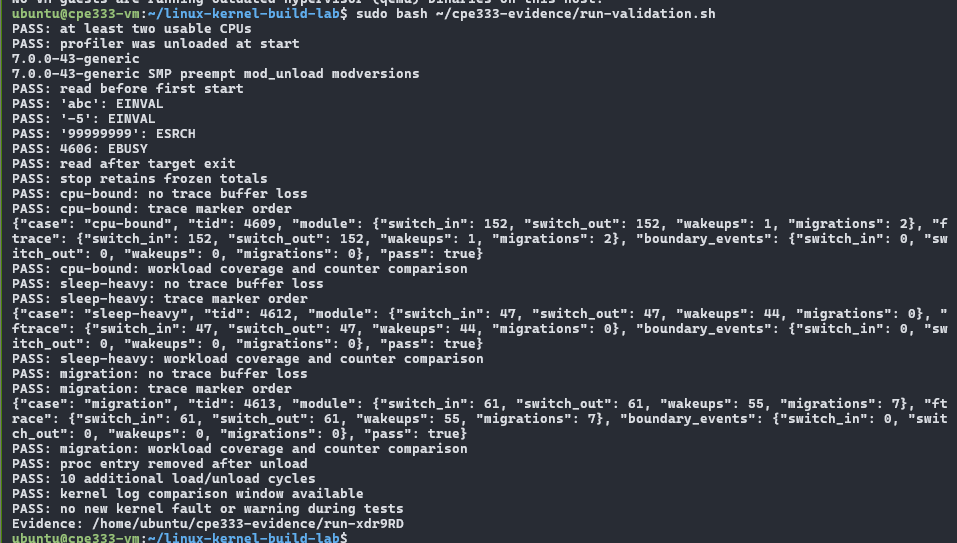 ubuntu@cpe333-vm:~/linux-kernel-build-lab$ sudo bash ~/cpe333-evidence/run-validation.sh
PASS: at least two usable CPUs
PASS: profiler was unloaded at start
7.0.0-43-generic
7.0.0-43-generic SMP preempt mod_unload modversions
PASS: read before first start
PASS: 'abc': EINVAL
PASS: '-5': EINVAL
PASS: '99999999': ESRCH
PASS: 4606: EBUSY
PASS: read after target exit
PASS: stop retains frozen totals
PASS: cpu-bound: no trace buffer loss
PASS: cpu-bound: trace marker order
{"case": "cpu-bound", "tid": 4609, "module": {"switch_in": 152, "switch_out": 152, "wakeups": 1, "migrations": 2}, "f
trace": {"switch_in": 152, "switch_out": 152, "wakeups": 1, "migrations": 2}, "boundary_events": {"switch_in": 0, "sw
itch_out": 0, "wakeups": 0, "migrations": 0}, "pass": true}
PASS: cpu-bound: workload coverage and counter comparison
PASS: sleep-heavy: no trace buffer loss
PASS: sleep-heavy: trace marker order
{"case": "sleep-heavy", "tid": 4612, "module": {"switch_in": 47, "switch_out": 47, "wakeups": 44, "migrations": 0}, "
ftrace": {"switch_in": 47, "switch_out": 47, "wakeups": 44, "migrations": 0}, "boundary_events": {"switch_in": 0, "sw
itch_out": 0, "wakeups": 0, "migrations": 0}, "pass": true}
PASS: sleep-heavy: workload coverage and counter comparison
PASS: migration: no trace buffer loss
PASS: migration: trace marker order
{"case": "migration", "tid": 4613, "module": {"switch_in": 61, "switch_out": 61, "wakeups": 55, "migrations": 7}, "ft
race": {"switch_in": 61, "switch_out": 61, "wakeups": 55, "migrations": 7}, "boundary_events": {"switch_in": 0, "swit
ch_out": 0, "wakeups": 0, "migrations": 0}, "pass": true}
PASS: migration: workload coverage and counter comparison
PASS: proc entry removed after unload
PASS: 10 additional load/unload cycles
PASS: kernel log comparison window available
PASS: no new kernel fault or warning during tests
Evidence: /home/ubuntu/cpe333-evidence/run-xdr9RD
ubuntu@cpe333-vm:~/linux-kernel-build-lab$